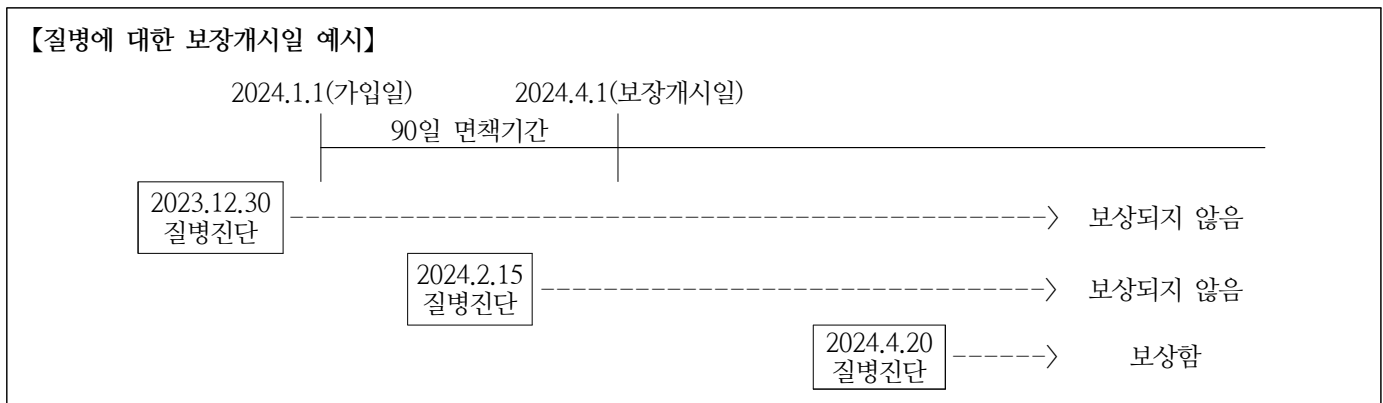 【질병에 대한 보장개시일 예시】
2024.1.1(가입일) 2024.4.1(보장개시일)
90일 면책기간
2023.12.30
질병진단
보상되지 않음
2024.2.15
질병진단
보상되지 않음
2024.4.20
질병진단
보상함